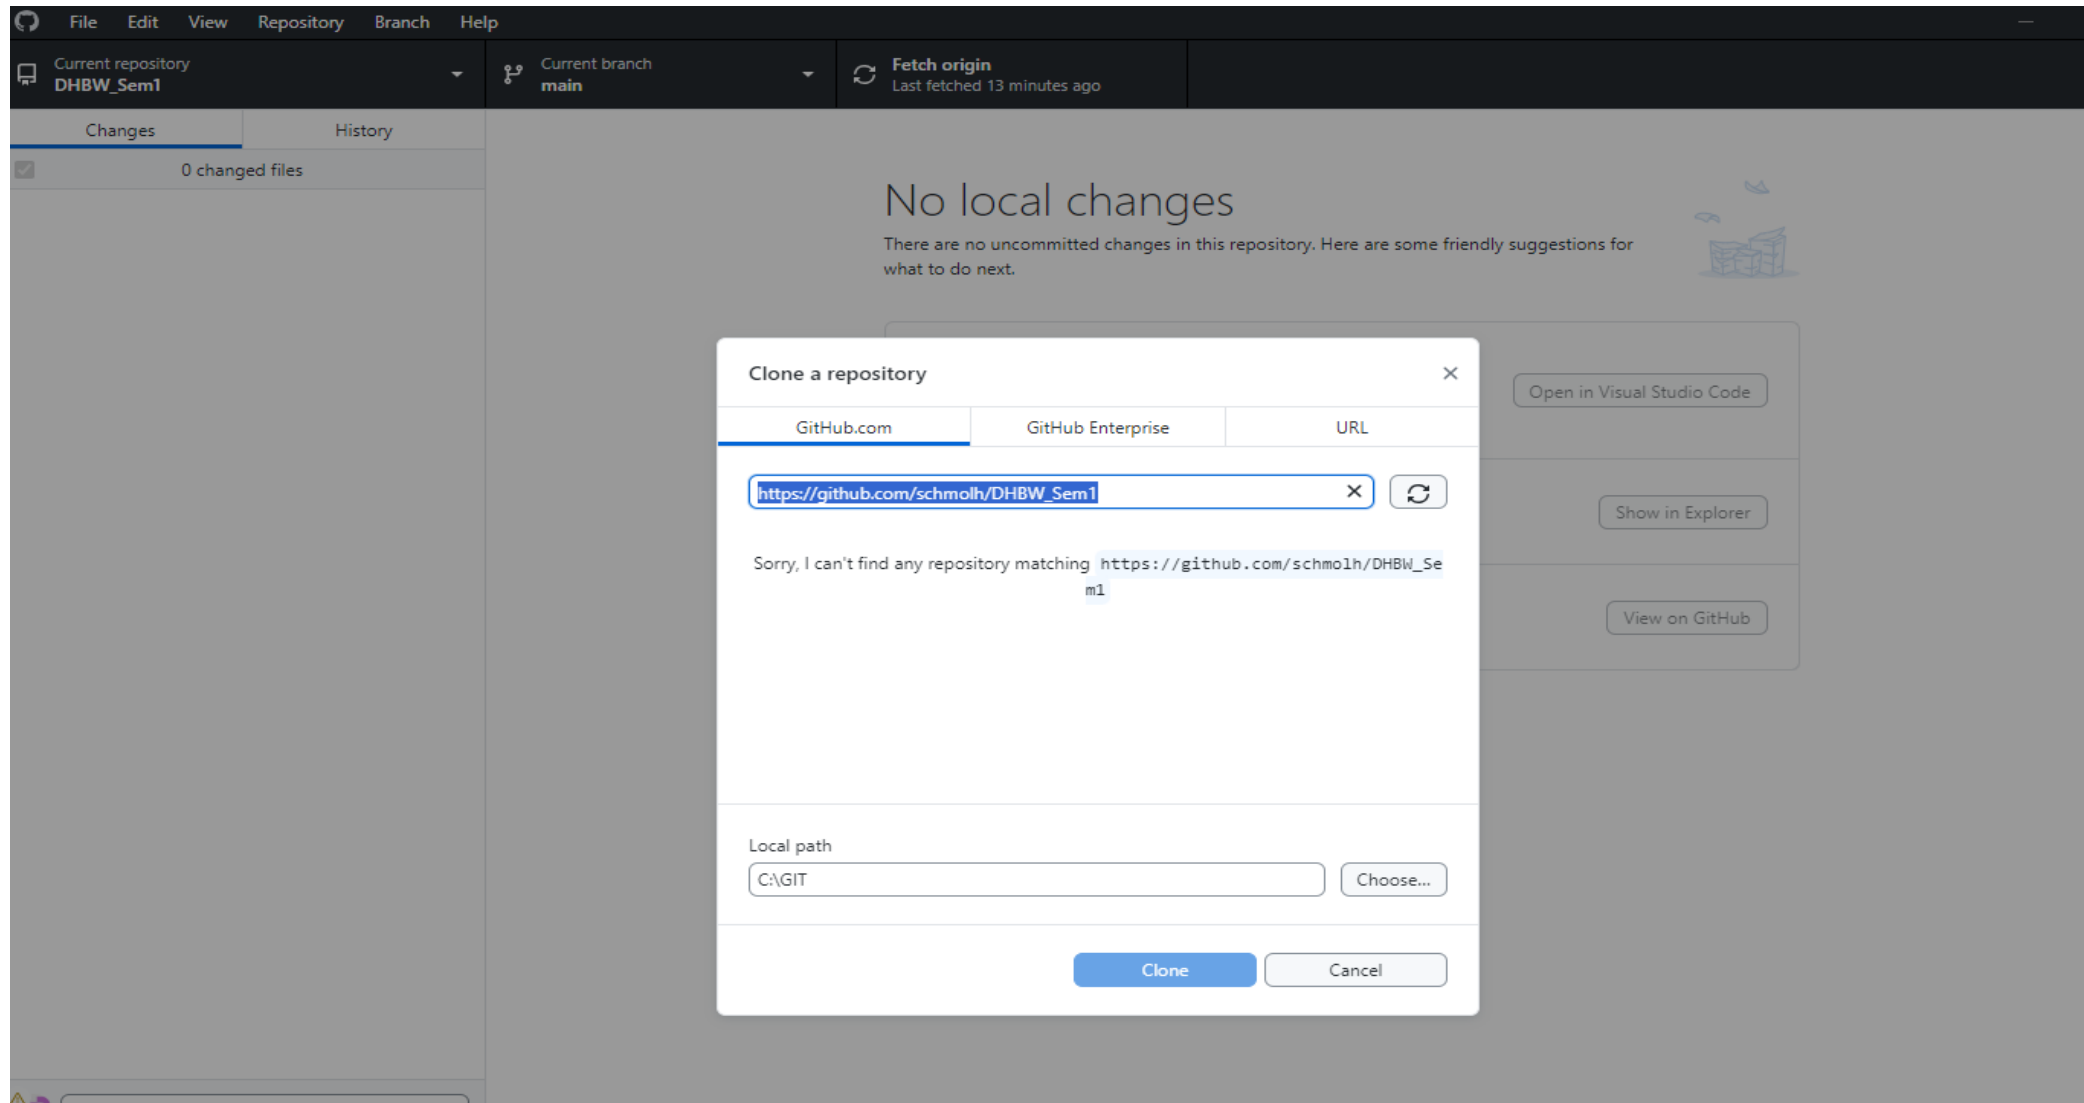 File Edit View Repository Branch Help
Current repository
DHBW_Sem1
Current branch
main
Fetch origin
Last fetched 13 minutes ago
Changes History
0 changed files
No local changes
There are no uncommitted changes in this repository. Here are some friendly suggestions for
what to do next.
Open in Visual Studio Code
Show in Explorer
View on GitHub
Clone a repository
GitHub.com GitHub Enterprise URL
https://github.com/schmolh/DHBW_Sem1
Sorry, I can't find any repository matching https://github.com/schmolh/DHBW_Se
m1
Local path
C:\GIT
Choose...
Clone Cancel